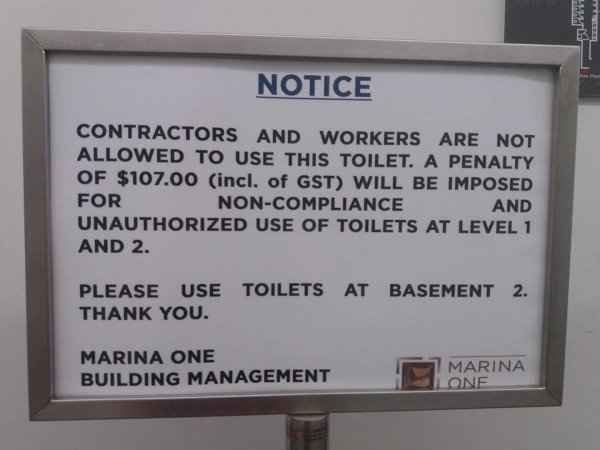 NOTICE
CONTRACTORS AND WORKERS ARE NOT
ALLOWED TO USE THIS TOILET. A PENALTY
OF $107.00 (incl. of GST) WILL BE IMPOSED
FOR NON-COMPLIANCE AND
UNAUTHORIZED USE OF TOILETS AT LEVEL 1
AND 2.
PLEASE USE TOILETS AT BASEMENT 2.
THANK YOU.
MARINA ONE
BUILDING MANAGEMENT
MARINA
ONE